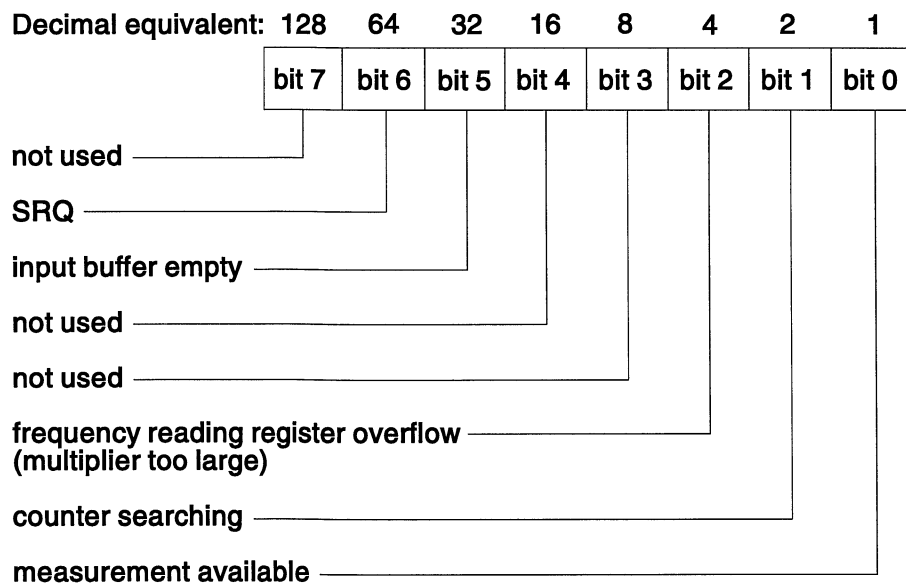 Decimal equivalent: 128 64 32 16 8 4 2 1
bit 7 bit 6 bit 5 bit 4 bit 3 bit 2 bit 1 bit 0
not used
SRQ
input buffer empty
not used
not used
frequency reading register overflow
(multiplier too large)
counter searching
measurement available